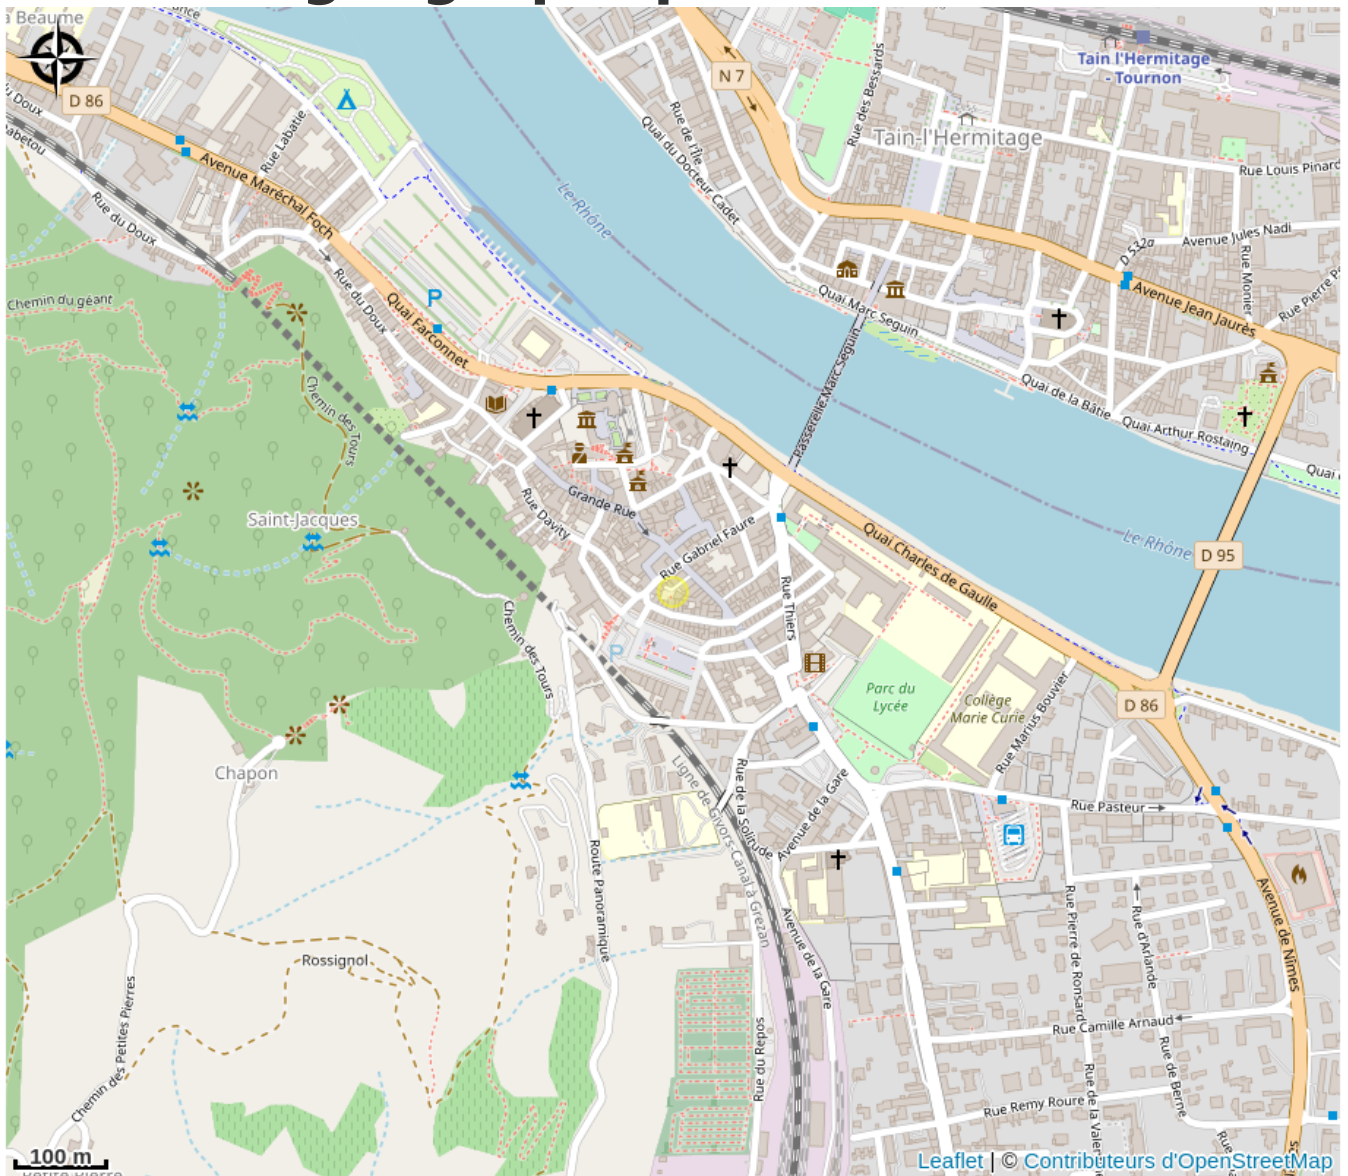 a Beaume
ance
D 86
N 7
Tain l'Hermitage
- Tournon
Tain-l'Hermitage
Rue des Bessards
Rue de l'Île
Quai du Docteur Cadet
Rue Louis Pinard
Avenue Jules Nadi
D 532a
Rue Monier
Rue Pierre P
Avenue Jean Jaurès
Rue Labatie
Avenue Maréchal Foch
Rue du Doux
Le Rhône
Chemin du géant
Rue du Doux
Quai Farconnet
P
Quai Marc Seguin
Passerelle Marc Seguin
Quai de la Bâtie
Quai Arthur Rostaing
Quai
Chemin des Tours
Saint-Jacques
Rue Davity
Grande Rue
Rue Gabriel Faure
Quai Charles de Gaulle
Le Rhône
D 95
Rue Thiers
Chemin des Tours
P
Parc du
Lycée
Collège
Marie Curie
Rue Marius Bouvier
D 86
Chapon
Ligne de Givors-Canal à Grezan
Rue de la Solitude
Avenue de la Gare
Rue Pasteur
Route Panoramique
Rue Pierre de Ronsard
Rue d'Arlande
Avenue de Nîmes
Avenue de la Gare
Rossignol
Chemin des Petites Pierres
Rue du Repos
Rue Camille Arnaud
Rue de Berne
Rue Remy Roure
Rue de la Valen
Rue
100 m
Petite Pierre
Leaflet | © Contributeurs d'OpenStreetMap